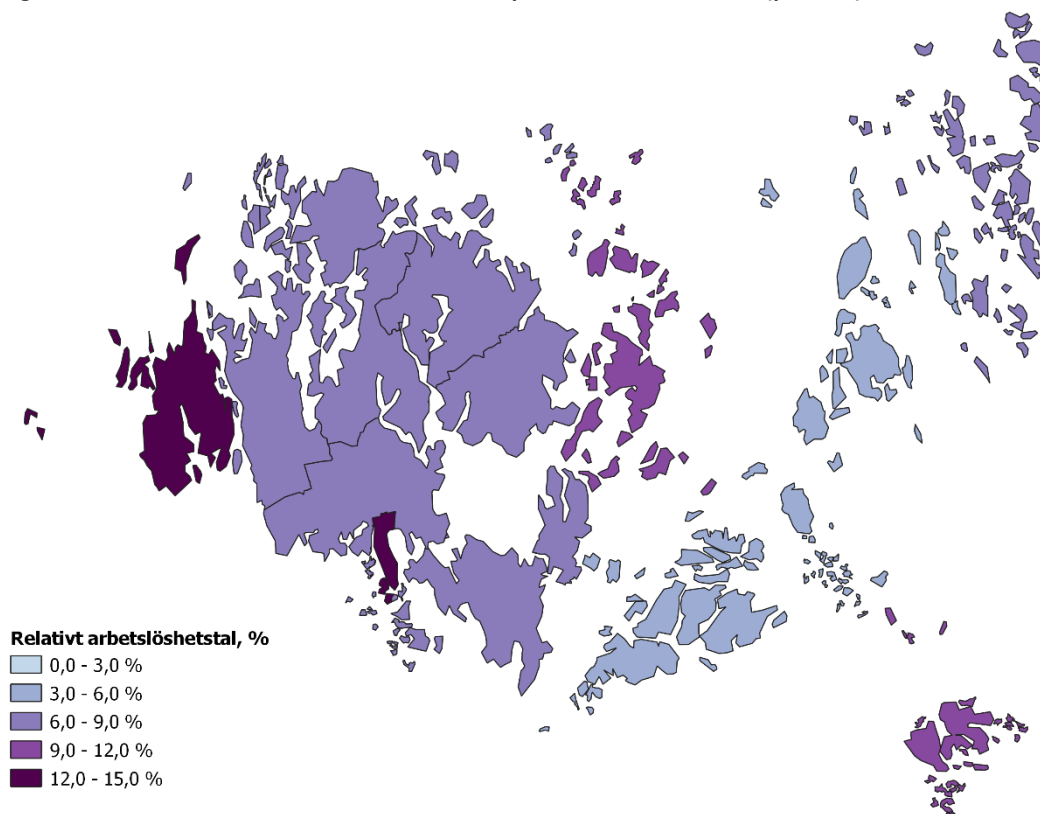 Relativt arbetslöshetstal, %
0,0 - 3,0 %
3,0 - 6,0 %
6,0 - 9,0 %
9,0 - 12,0 %
12,0 - 15,0 %